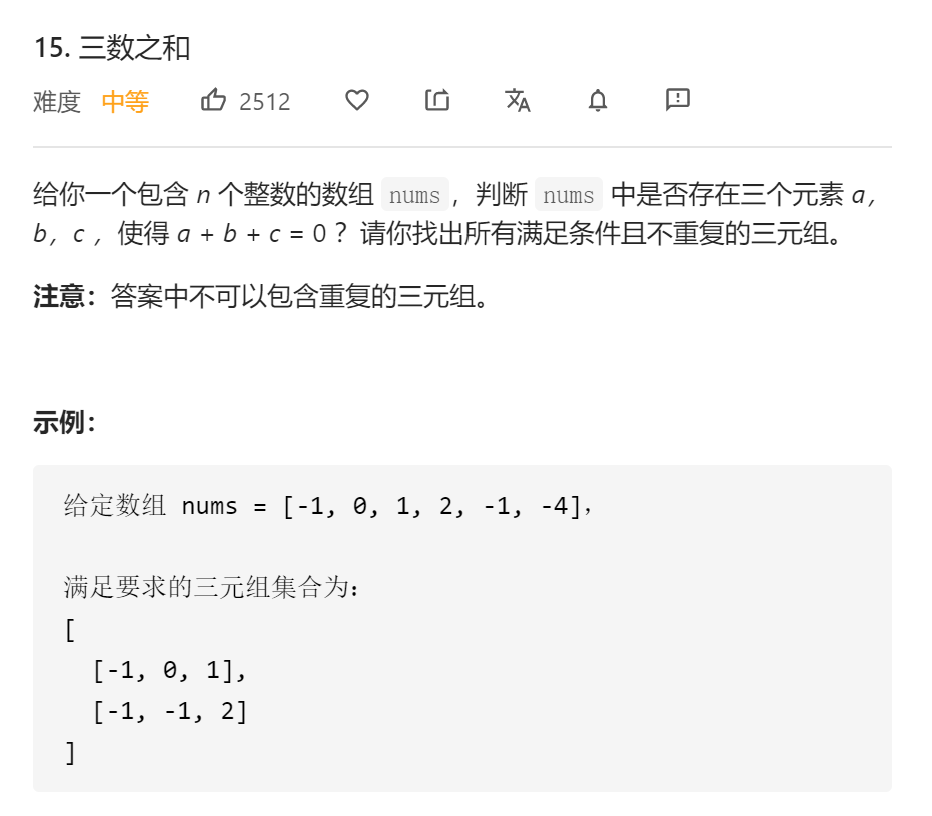 15. 三数之和
难度 中等 2512
给你一个包含 n 个整数的数组 nums，判断 nums 中是否存在三个元素 a，
b，c ，使得 a + b + c = 0 ？请你找出所有满足条件且不重复的三元组。
注意：答案中不可以包含重复的三元组。
示例：
给定数组 nums = [-1, 0, 1, 2, -1, -4]，
满足要求的三元组集合为：
[
  [-1, 0, 1],
  [-1, -1, 2]
]